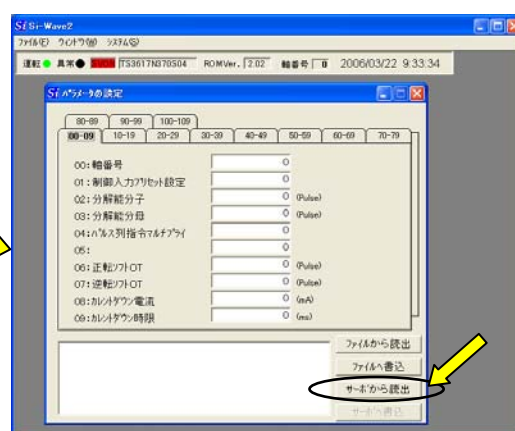 Si Si-Wave2
ファイル(F) ウィンドウ(W) システム(S)
運転 異常 SVON TS3617N370S04 ROMVer. 2.02 軸番号 0 2006/03/22 9:33:34
Si パラメータの設定
80-89 90-99 100-109
00-09 10-19 20-29 30-39 40-49 50-59 60-69 70-79
00:軸番号 0
01:制御入力プリセット設定 0
02:分解能分子 0 (Pulse)
03:分解能分母 0 (Pulse)
04:パルス列指令マルチプライ 0
05: 0
06:正転ソフトOT 0 (Pulse)
07:逆転ソフトOT 0 (Pulse)
08:カレントダウン電流 0 (mA)
09:カレントダウン時限 0 (ms)
ファイルから読出
ファイルへ書込
サーボから読出
サーボへ書込